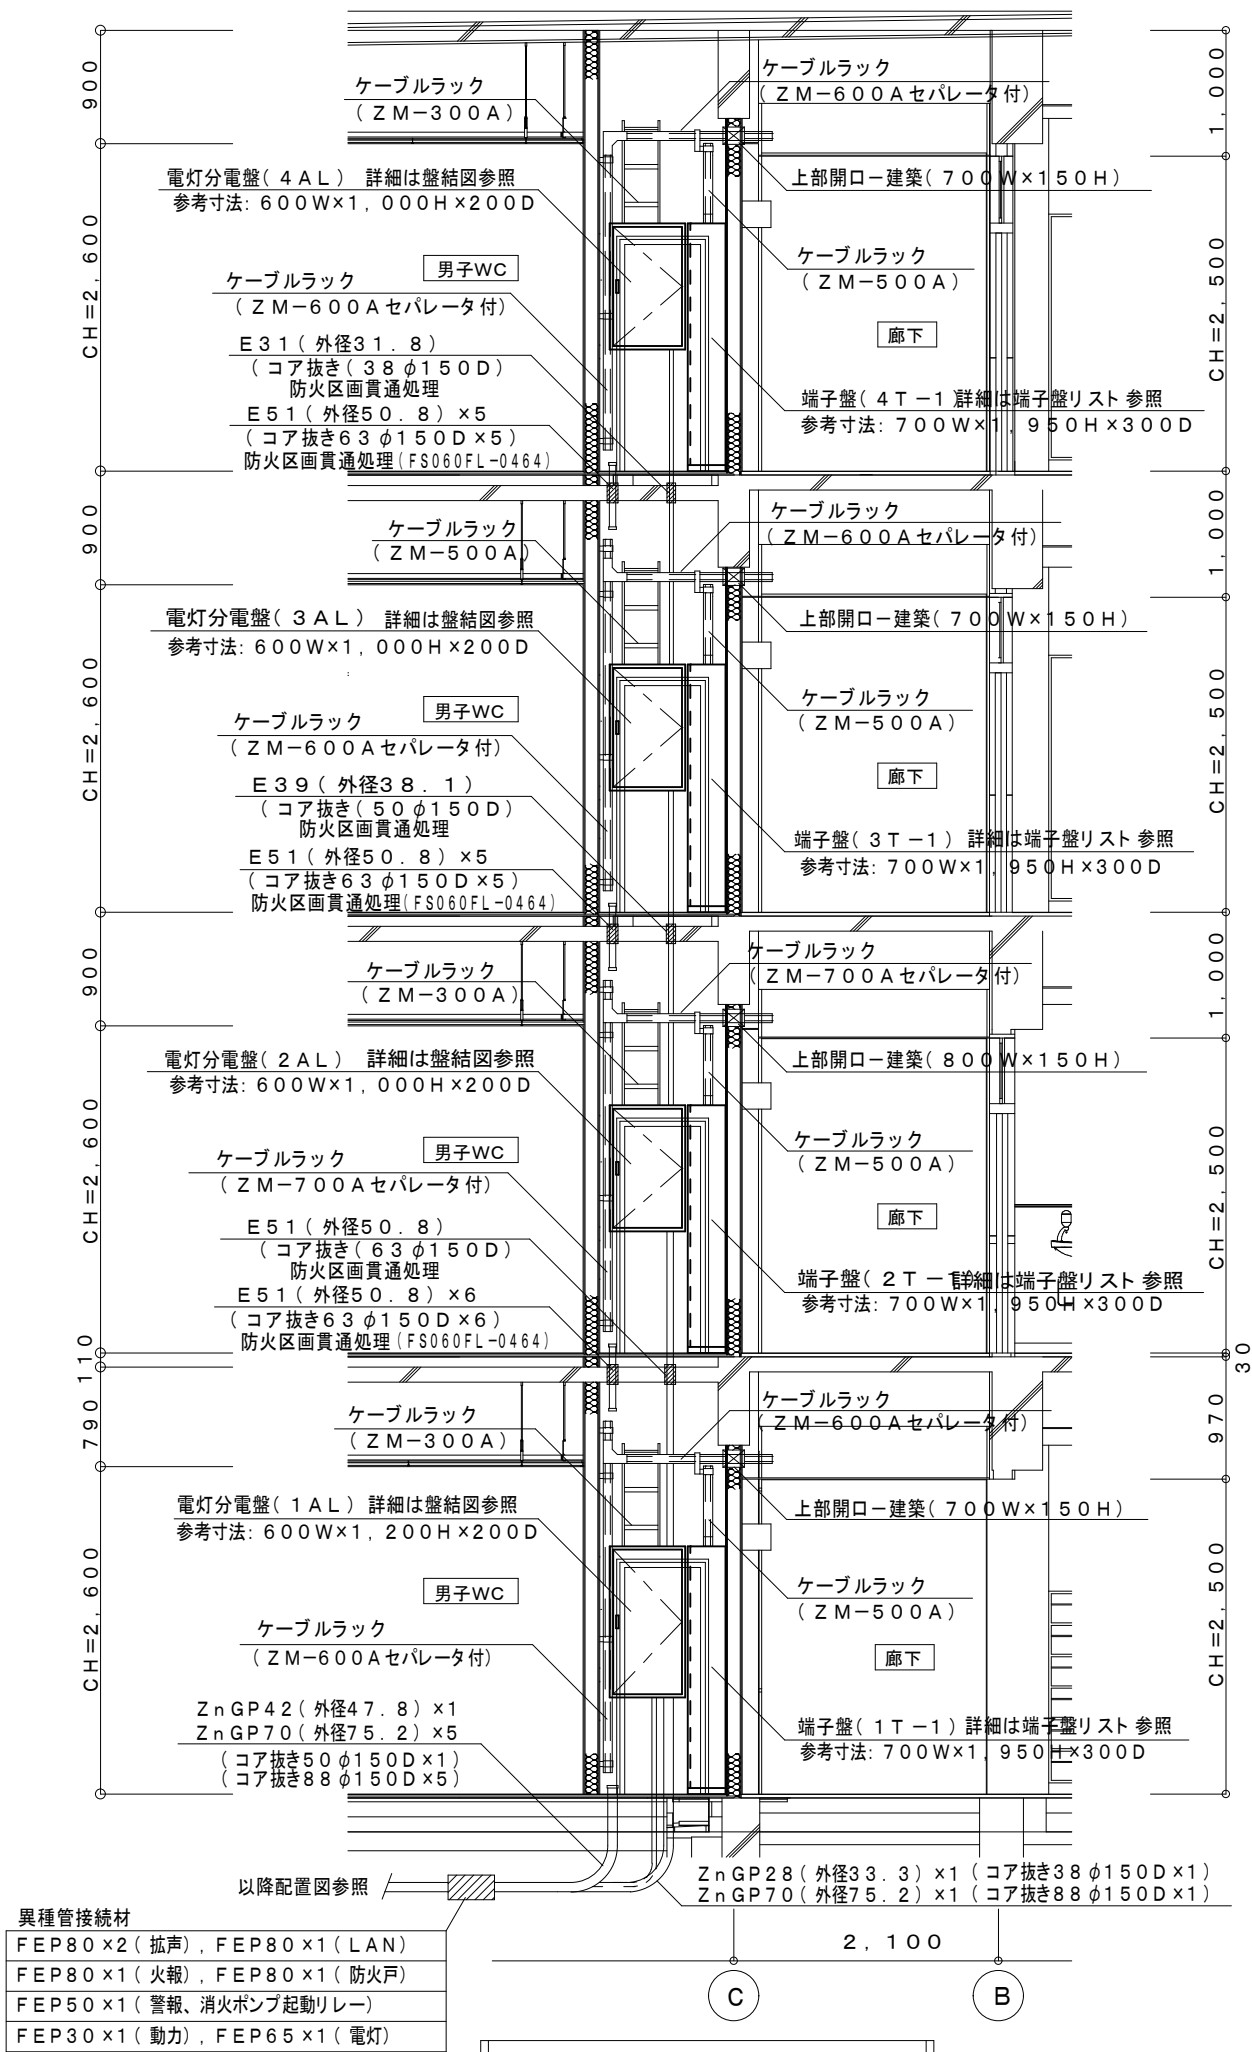 900
ケーブルラック
(ZM-300A)
ケーブルラック
(ZM-600Aセパレータ付)
1,000
電灯分電盤(4AL) 詳細は盤結図参照
参考寸法: 600W×1,000H×200D
上部開口-建築(700W×150H)
CH=2,600
男子WC
ケーブルラック
(ZM-600Aセパレータ付)
ケーブルラック
(ZM-500A)
CH=2,500
廊下
E31(外径31.8)
(コア抜き(38φ150D)
防火区画貫通処理
E51(外径50.8)×5
(コア抜き63φ150D×5)
防火区画貫通処理(FS060FL-0464)
端子盤(4T-1)詳細は端子盤リスト参照
参考寸法: 700W×1,950H×300D
900
ケーブルラック
(ZM-500A)
ケーブルラック
(ZM-600Aセパレータ付)
1,000
電灯分電盤(3AL) 詳細は盤結図参照
参考寸法: 600W×1,000H×200D
上部開口-建築(700W×150H)
CH=2,600
男子WC
ケーブルラック
(ZM-600Aセパレータ付)
ケーブルラック
(ZM-500A)
CH=2,500
廊下
E39(外径38.1)
(コア抜き(50φ150D)
防火区画貫通処理
E51(外径50.8)×5
(コア抜き63φ150D×5)
防火区画貫通処理(FS060FL-0464)
端子盤(3T-1) 詳細は端子盤リスト参照
参考寸法: 700W×1,950H×300D
900
ケーブルラック
(ZM-300A)
ケーブルラック
(ZM-700Aセパレータ付)
1,000
電灯分電盤(2AL) 詳細は盤結図参照
参考寸法: 600W×1,000H×200D
上部開口-建築(800W×150H)
CH=2,600
男子WC
ケーブルラック
(ZM-700Aセパレータ付)
ケーブルラック
(ZM-500A)
CH=2,500
廊下
E51(外径50.8)
(コア抜き(63φ150D)
防火区画貫通処理
E51(外径50.8)×6
(コア抜き63φ150D×6)
防火区画貫通処理(FS060FL-0464)
端子盤(2T-1)詳細は端子盤リスト参照
参考寸法: 700W×1,950H×300D
110
30
790
ケーブルラック
(ZM-300A)
ケーブルラック
(ZM-600Aセパレータ付)
970
電灯分電盤(1AL) 詳細は盤結図参照
参考寸法: 600W×1,200H×200D
上部開口-建築(700W×150H)
CH=2,600
男子WC
ケーブルラック
(ZM-600Aセパレータ付)
ケーブルラック
(ZM-500A)
CH=2,500
廊下
ZnGP42(外径47.8)×1
ZnGP70(外径75.2)×5
(コア抜き50φ150D×1)
(コア抜き88φ150D×5)
端子盤(1T-1)詳細は端子盤リスト参照
参考寸法: 700W×1,950H×300D
以降配置図参照
ZnGP28(外径33.3)×1(コア抜き38φ150D×1)
ZnGP70(外径75.2)×1(コア抜き88φ150D×1)
異種管接続材
FEP80×2(拡声),FEP80×1(LAN)
FEP80×1(火報),FEP80×1(防火戸)
FEP50×1(警報、消火ポンプ起動リレー)
FEP30×1(動力),FEP65×1(電灯)
2,100
C
B